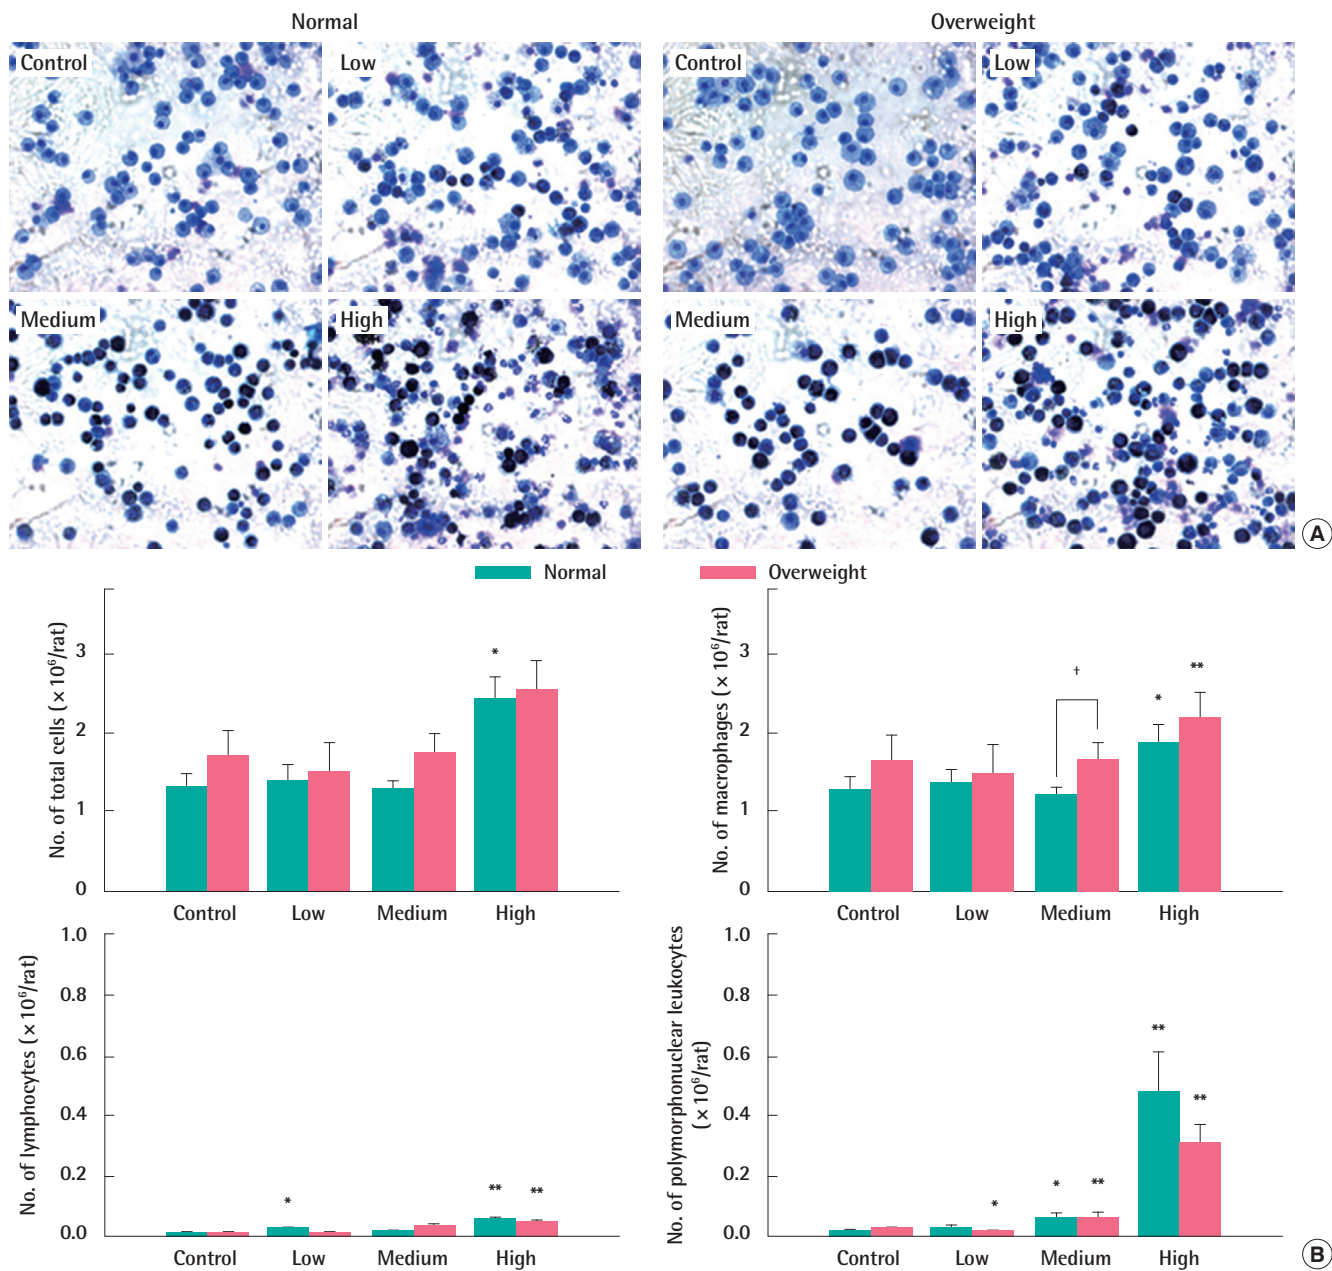 Normal
Overweight
Control
Low
Control
Low
Medium
High
Medium
High
A
Normal
Overweight
No. of total cells (×10⁶/rat)
3
2
1
0
*
Control
Low
Medium
High
No. of macrophages (×10⁶/rat)
3
2
1
0
†
*
**
Control
Low
Medium
High
No. of lymphocytes (×10⁶/rat)
1.0
0.8
0.6
0.4
0.2
0.0
*
**
**
Control
Low
Medium
High
No. of polymorphonuclear leukocytes
(×10⁶/rat)
1.0
0.8
0.6
0.4
0.2
0.0
*
*
**
**
**
Control
Low
Medium
High
B